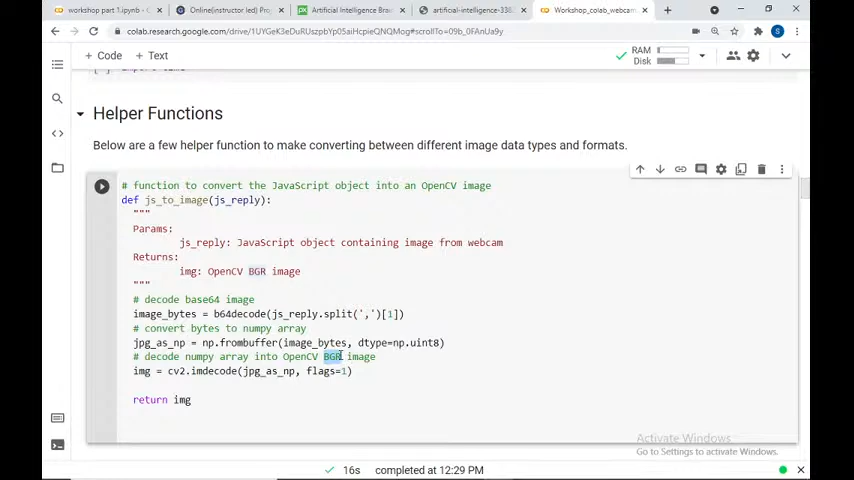 workshop part 1.ipynb - C
Online(instructor led) Progra
Artificial Intelligence Brai
artificial-intelligence-338
Workshop_colab_webcam
colab.research.google.com/drive/1UYGeK3eDuRUszpbYp05aiHcpieQNQMog#scrollTo=09b_0FAnUa9y
+ Code + Text
RAM
Disk
Helper Functions
Below are a few helper function to make converting between different image data types and formats.
# function to convert the JavaScript object into an OpenCV image
def js_to_image(js_reply):
"""
Params:
js_reply: JavaScript object containing image from webcam
Returns:
img: OpenCV BGR image
"""
# decode base64 image
image_bytes = b64decode(js_reply.split(',')[1])
# convert bytes to numpy array
jpg_as_np = np.frombuffer(image_bytes, dtype=np.uint8)
# decode numpy array into OpenCV BGR image
img = cv2.imdecode(jpg_as_np, flags=1)
return img
Activate Windows
Go to Settings to activate Windows.
16s completed at 12:29 PM